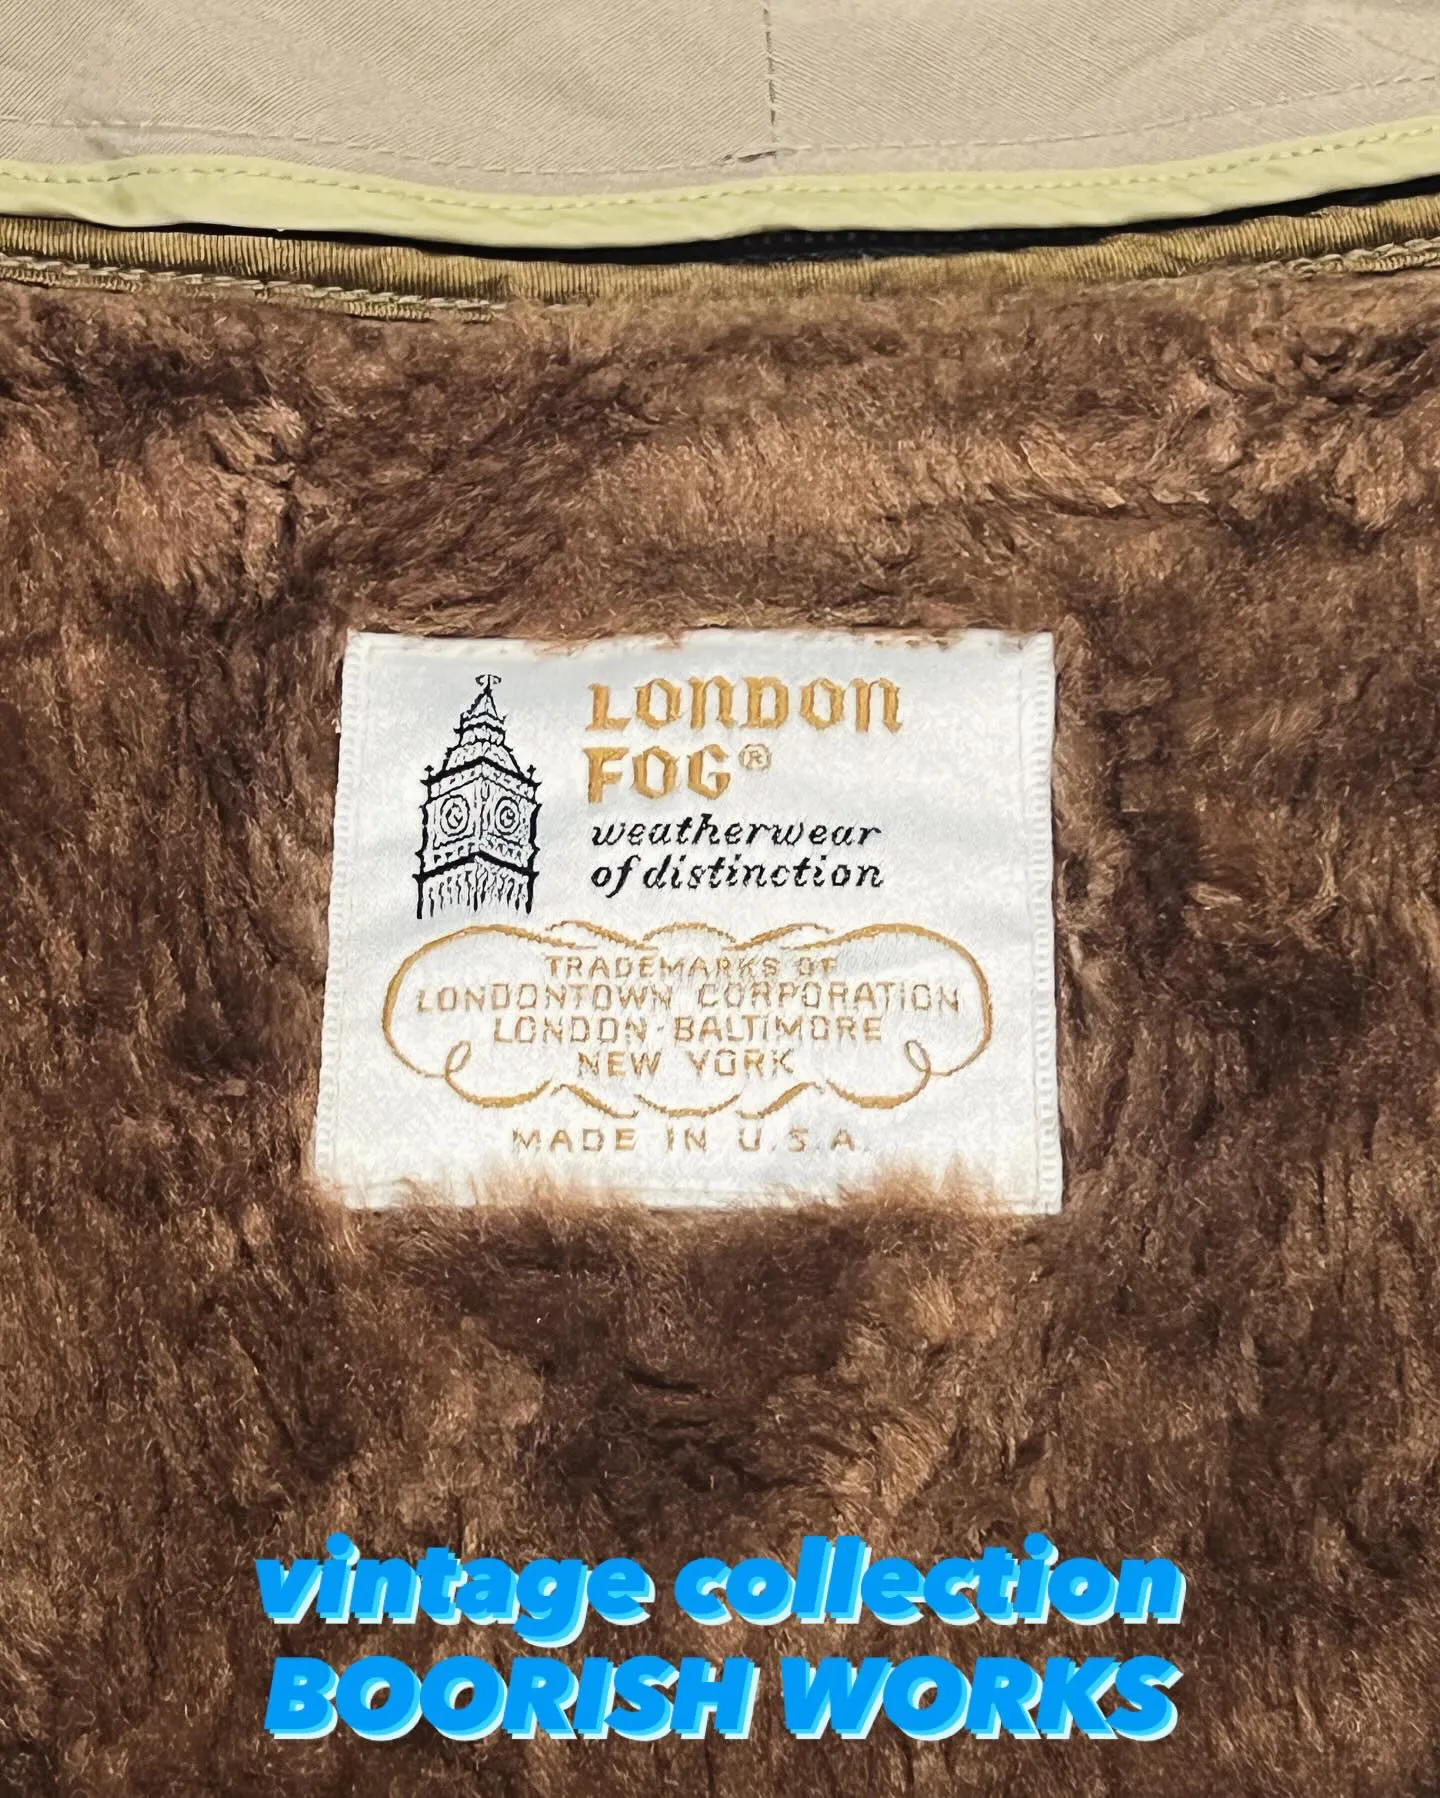 LONDON
FOG®
weatherwear
of distinction
TRADEMARKS OF
LONDONTOWN CORPORATION
LONDON·BALTIMORE
NEW YORK
MADE IN U.S.A.
vintage collection
BOORISH WORKS